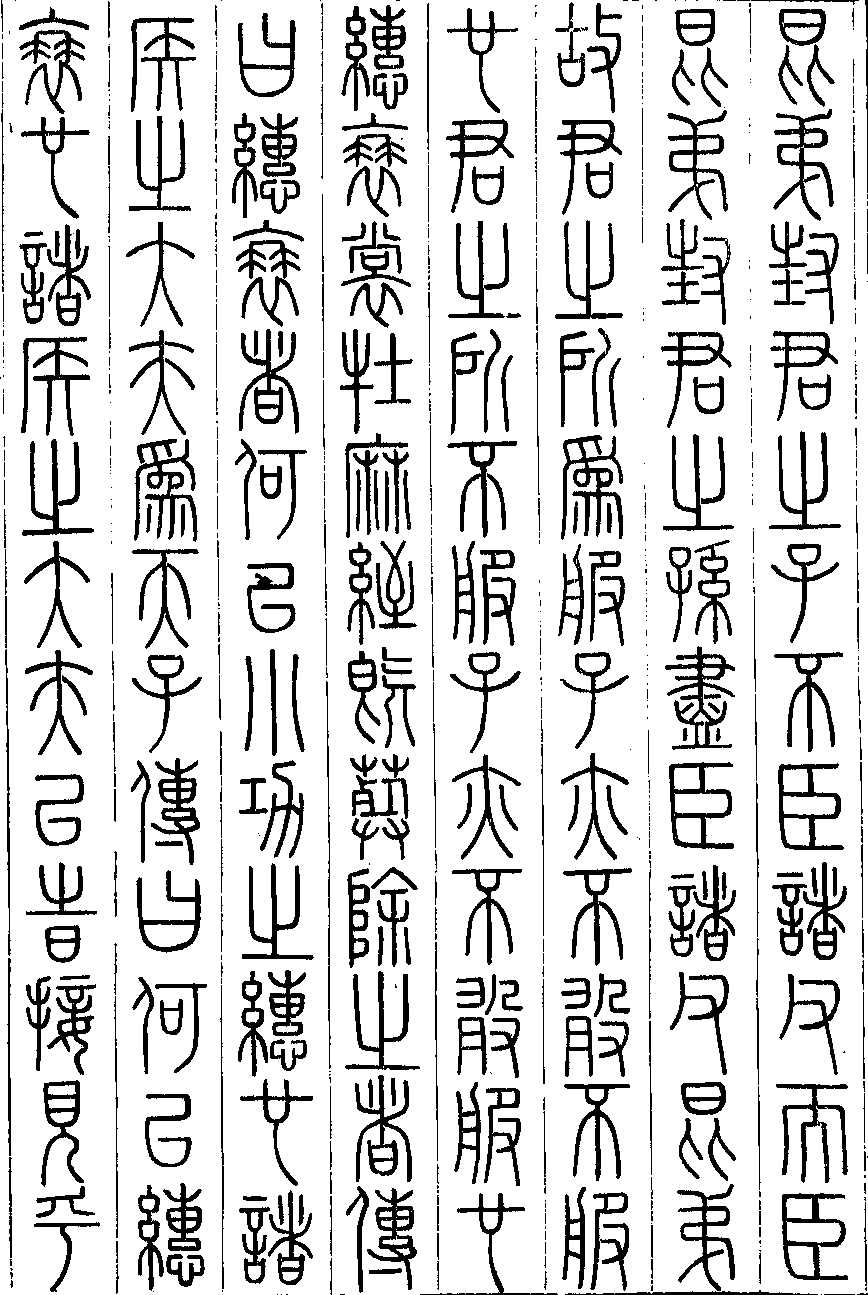 昆弟封君之子不臣諸父而臣
昆弟封君之孫盡臣諸父昆弟
故君之所爲服子亦不敢不服
也君之所不服子亦不敢服也
繐衰裳牡麻絰既葬除之者傳
曰繐衰者何以小功之繐也諸
侯之大夫爲天子傳曰何以繐
衰也諸侯之大夫以時接見乎